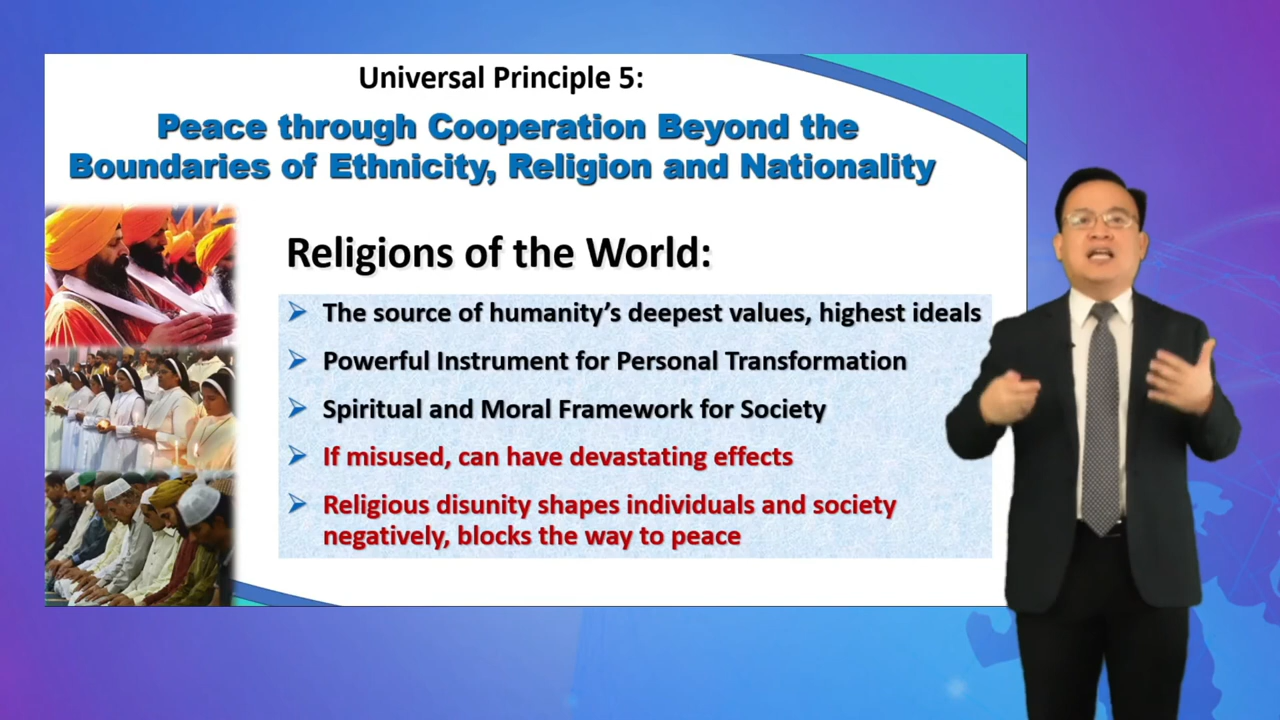 Universal Principle 5:
Peace through Cooperation Beyond the
Boundaries of Ethnicity, Religion and Nationality
Religions of the World:
The source of humanity's deepest values, highest ideals
Powerful Instrument for Personal Transformation
Spiritual and Moral Framework for Society
If misused, can have devastating effects
Religious disunity shapes individuals and society
negatively, blocks the way to peace